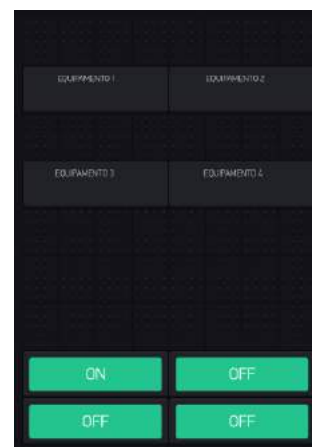 EQUIPAMENTO 1 EQUIPAMENTO 2
EQUIPAMENTO 3 EQUIPAMENTO 4
ON OFF
OFF OFF